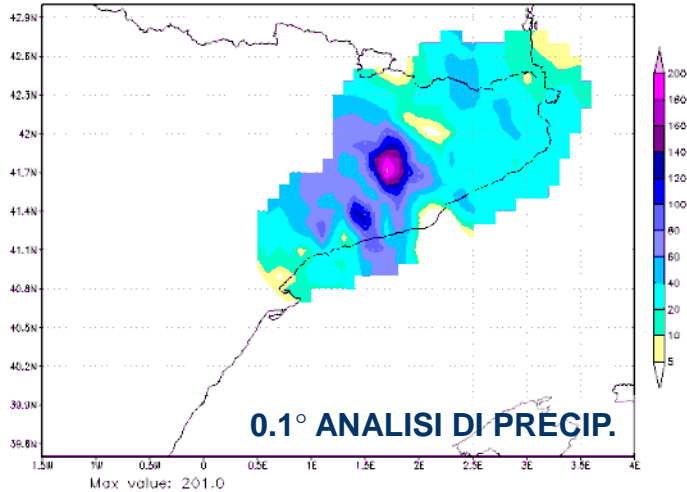 42.9N
42.6N
42.3N
42N
41.7N
41.4N
41.1N
40.8N
40.5N
40.2N
39.9N
39.6N
200
160
140
120
100
80
60
40
20
10
5
0.1° ANALISI DI PRECIP.
1.5W 1W 0.5W 0 0.5E 1E 1.5E 2E 2.5E 3E 3.5E 4E
Max value: 201.0